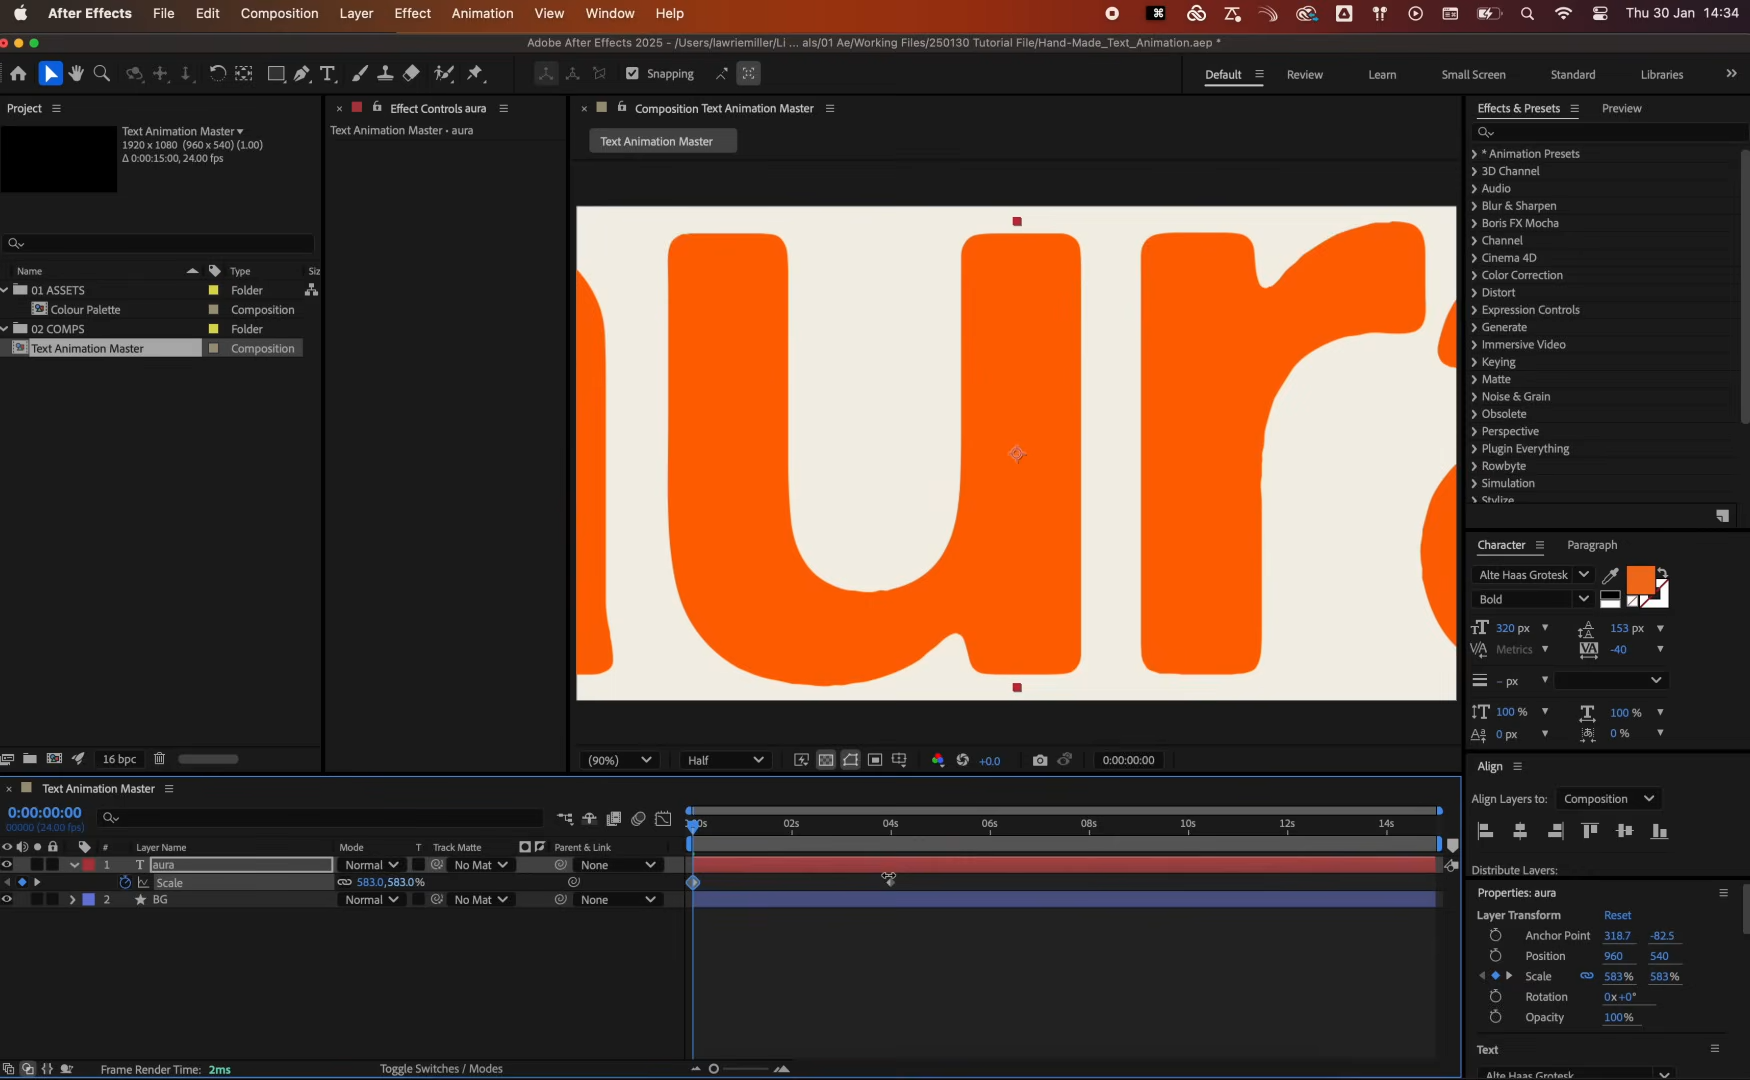 After Effects File Edit Composition Layer Effect Animation View Window Help Thu 30 Jan 14:34
Adobe After Effects 2025 - /Users/lawriemiller/Li ... als/01 Ae/Working Files/250130 Tutorial File/Hand-Made_Text_Animation.aep *
Snapping Default Review Learn Small Screen Standard Libraries
Project Effect Controls aura Composition Text Animation Master Effects & Presets Preview
Text Animation Master
1920 x 1080 (960 x 540) (1.00)
Δ 0:00:15:00, 24.00 fps
Text Animation Master • aura
Text Animation Master
Name Type Siz
01 ASSETS Folder
Colour Palette Composition
02 COMPS Folder
Text Animation Master Composition
aura
* Animation Presets
3D Channel
Audio
Blur & Sharpen
Boris FX Mocha
Channel
Cinema 4D
Color Correction
Distort
Expression Controls
Generate
Immersive Video
Keying
Matte
Noise & Grain
Obsolete
Perspective
Plugin Everything
Rowbyte
Simulation
Stylize
Character Paragraph
Alte Haas Grotesk
Bold
320 px 153 px
Metrics -40
- px
100 % 100 %
0 px 0 %
16 bpc (90%) Half +0.0 0:00:00:00
Align
Align Layers to: Composition
Distribute Layers:
Text Animation Master
0:00:00:00
00000 (24.00 fps)
:00s 02s 04s 06s 08s 10s 12s 14s
# Layer Name Mode T Track Matte Parent & Link
1 T aura Normal No Mat None
Scale 583.0,583.0%
2 BG Normal No Mat None
Frame Render Time: 2ms Toggle Switches / Modes
Properties: aura
Layer Transform Reset
Anchor Point 318.7 -82.5
Position 960 540
Scale 583% 583%
Rotation 0x+0°
Opacity 100%
Text
Alte Haas Grotesk